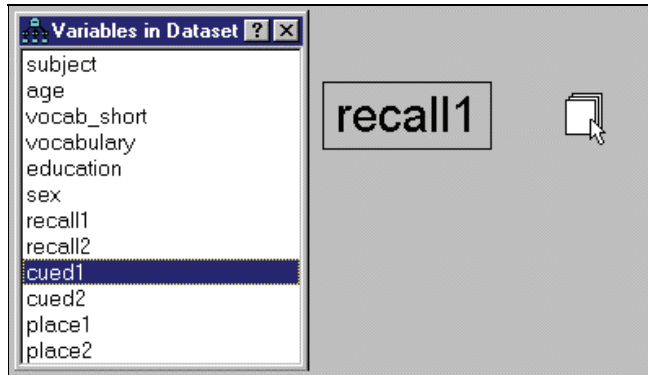 Variables in Dataset ? X
subject
age
vocab_short
vocabulary
education
sex
recall1
recall2
cued1
cued2
place1
place2
recall1